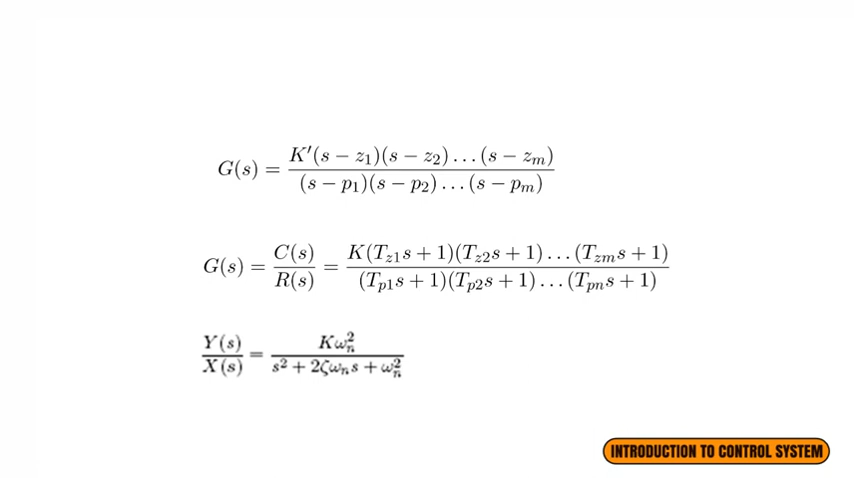 G(s) = \frac{K'(s - z_1)(s - z_2) \ldots (s - z_m)}{(s - p_1)(s - p_2) \ldots (s - p_m)}
G(s) = \frac{C(s)}{R(s)} = \frac{K(T_{z1}s + 1)(T_{z2}s + 1) \ldots (T_{zm}s + 1)}{(T_{p1}s + 1)(T_{p2}s + 1) \ldots (T_{pn}s + 1)}
\frac{Y(s)}{X(s)} = \frac{K\omega_n^2}{s^2 + 2\zeta\omega_n s + \omega_n^2}
INTRODUCTION TO CONTROL SYSTEM